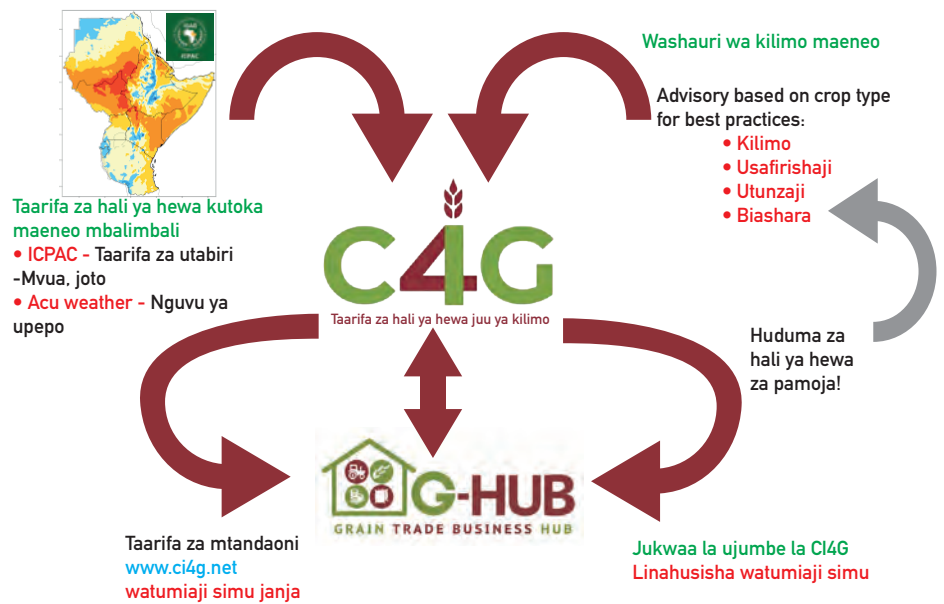 ICPAC
Taarifa za hali ya hewa kutoka
maeneo mbalimbali
• ICPAC - Taarifa za utabiri
-Mvua, joto
• Acu weather - Nguvu ya
upepo
Washauri wa kilimo maeneo
Advisory based on crop type
for best practices:
• Kilimo
• Usafirishaji
• Utunzaji
• Biashara
C4G
Taarifa za hali ya hewa juu ya kilimo
Huduma za
hali ya hewa
za pamoja!
G-HUB
GRAIN TRADE BUSINESS HUB
Taarifa za mtandaoni
www.ci4g.net
watumiaji simu janja
Jukwaa la ujumbe la CI4G
Linahusisha watumiaji simu